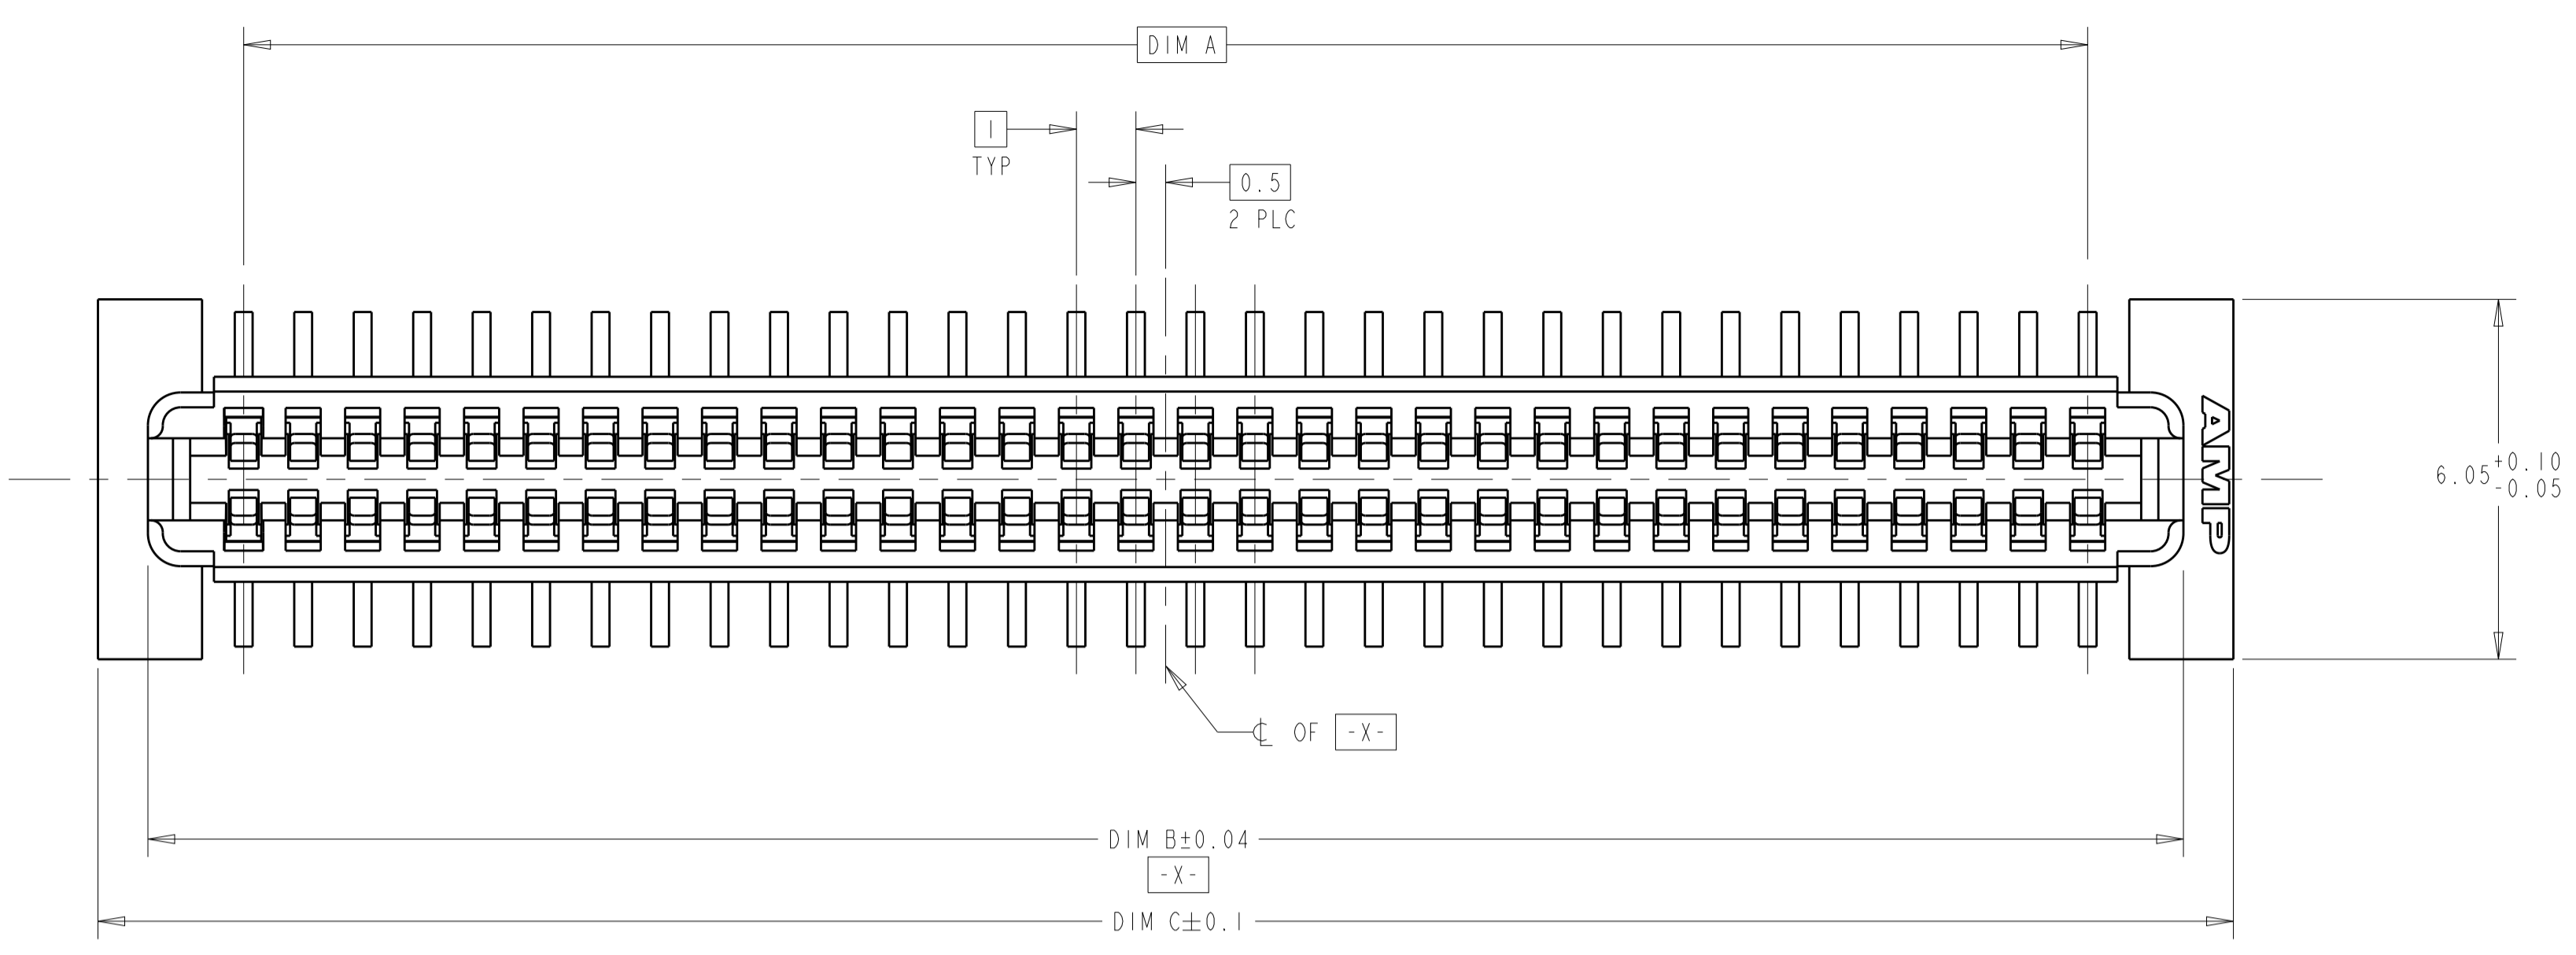 DIM A
1
TYP
0.5
2 PLC
AMP
6.05 +0.10
-0.05
℄ OF -X-
DIM B±0.04
-X-
DIM C±0.1